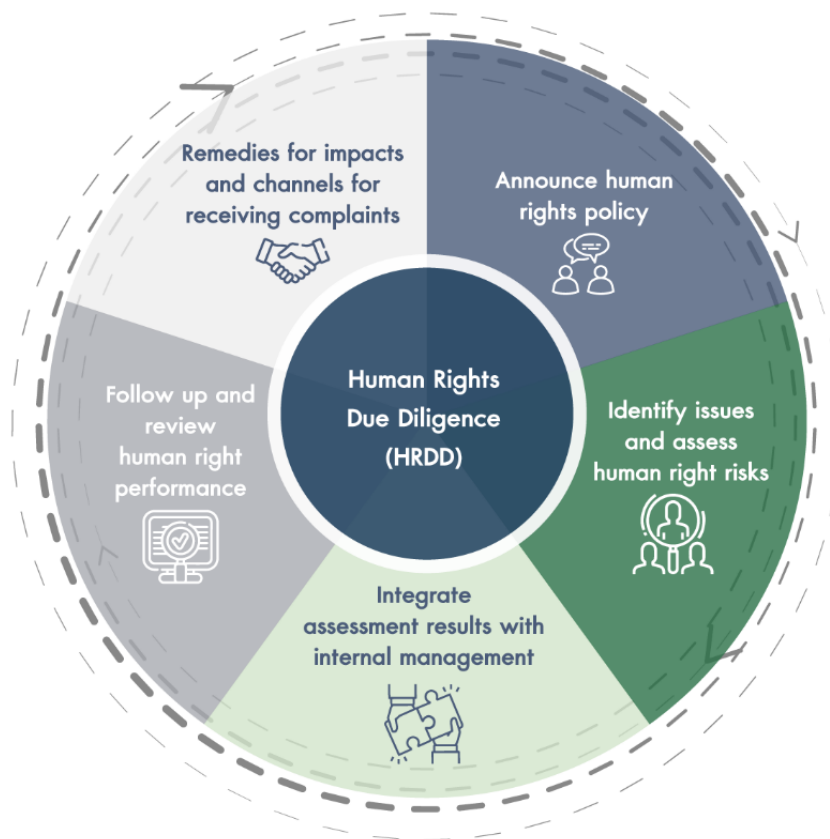 Remedies for impacts
and channels for
receiving complaints
Announce human
rights policy
Human Rights
Due Diligence
(HRDD)
Follow up and
review
human right
performance
Identify issues
and assess
human right risks
Integrate
assessment results with
internal management